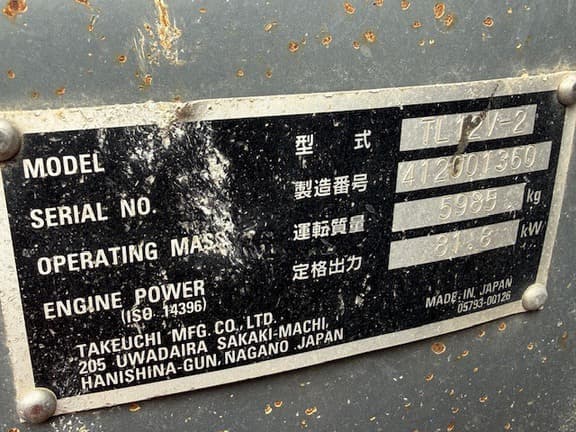 MODEL 型式 TL12V-2
SERIAL NO. 製造番号 412001360
OPERATING MASS 運転質量 5985. kg
ENGINE POWER 定格出力 81.8 kW
(ISO 14396)
TAKEUCHI MFG. CO., LTD.
205 UWADAIRA SAKAKI-MACHI,
HANISHINA-GUN, NAGANO JAPAN
MADE IN JAPAN
05793-00126